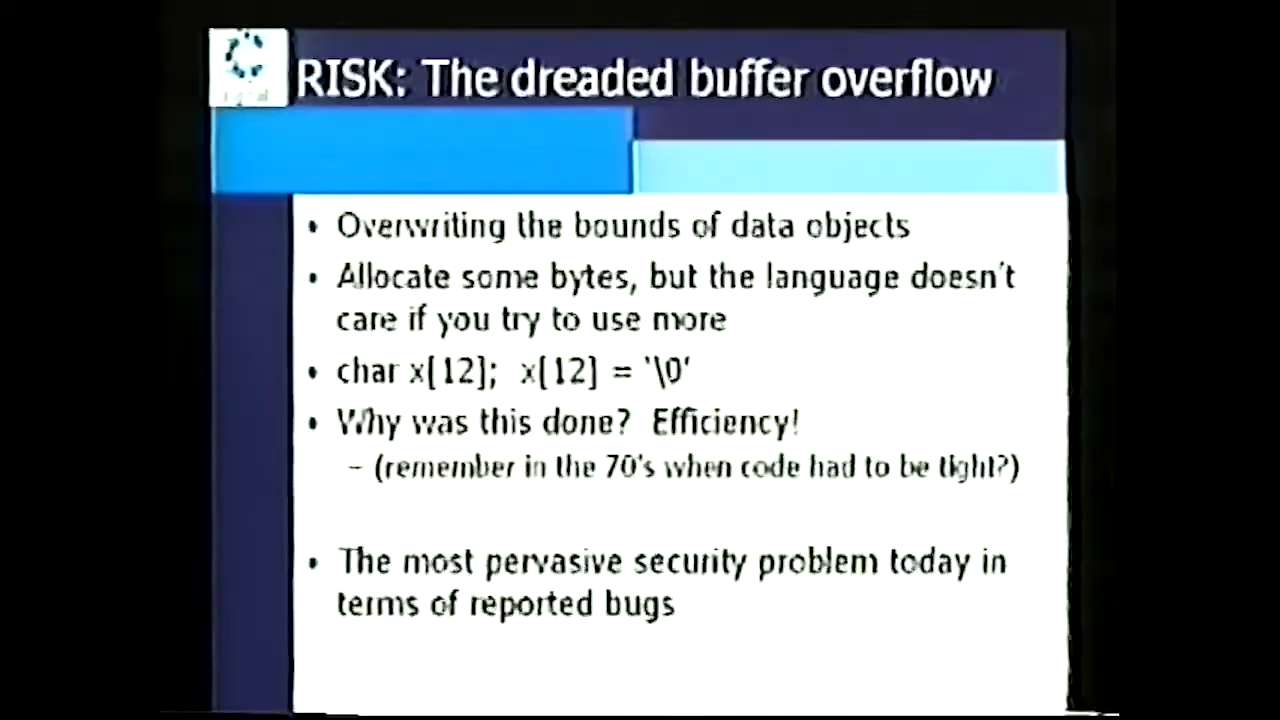 RISK: The dreaded buffer overflow
• Overwriting the bounds of data objects
• Allocate some bytes, but the language doesn't
care if you try to use more
• char x[12]; x[12] = '\0'
• Why was this done? Efficiency!
– (remember in the 70's when code had to be tight?)
• The most pervasive security problem today in
terms of reported bugs